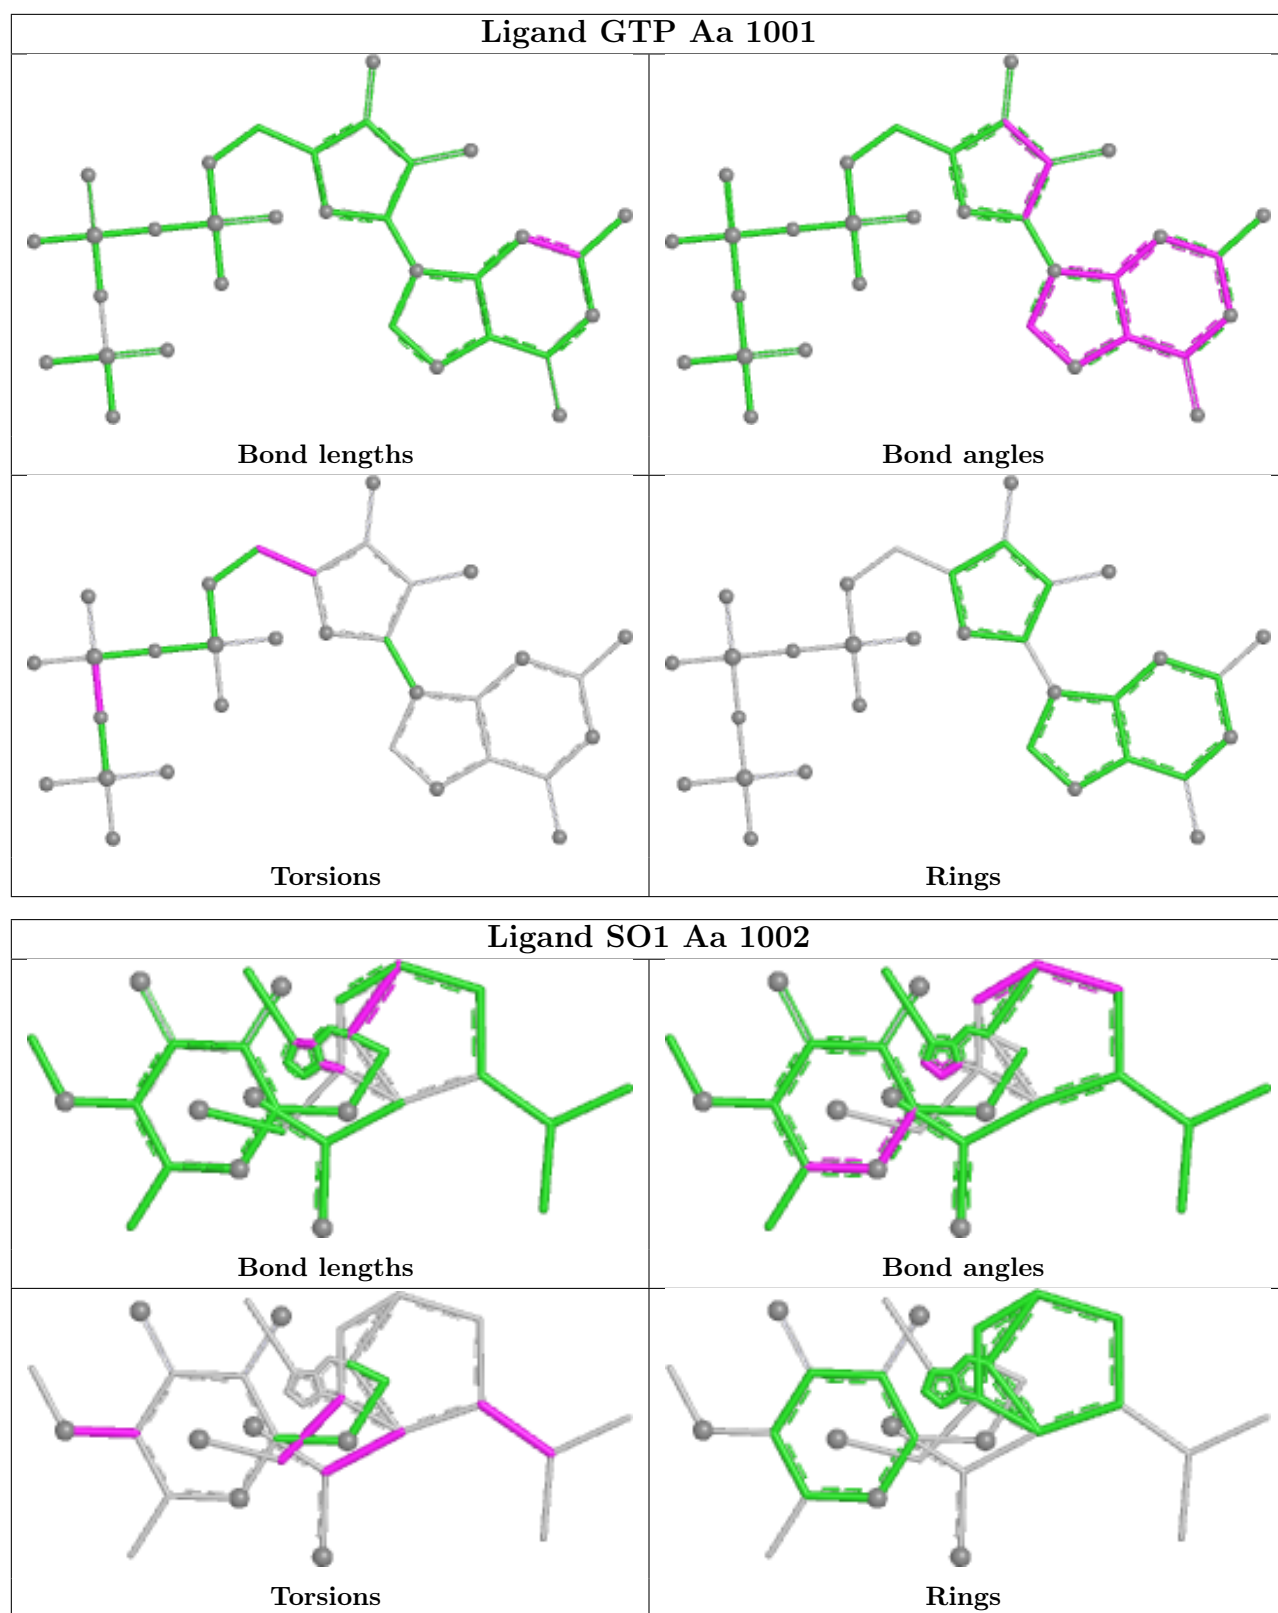 Ligand GTP Aa 1001
Bond lengths
Bond angles
Torsions
Rings
Ligand SO1 Aa 1002
Bond lengths
Bond angles
Torsions
Rings